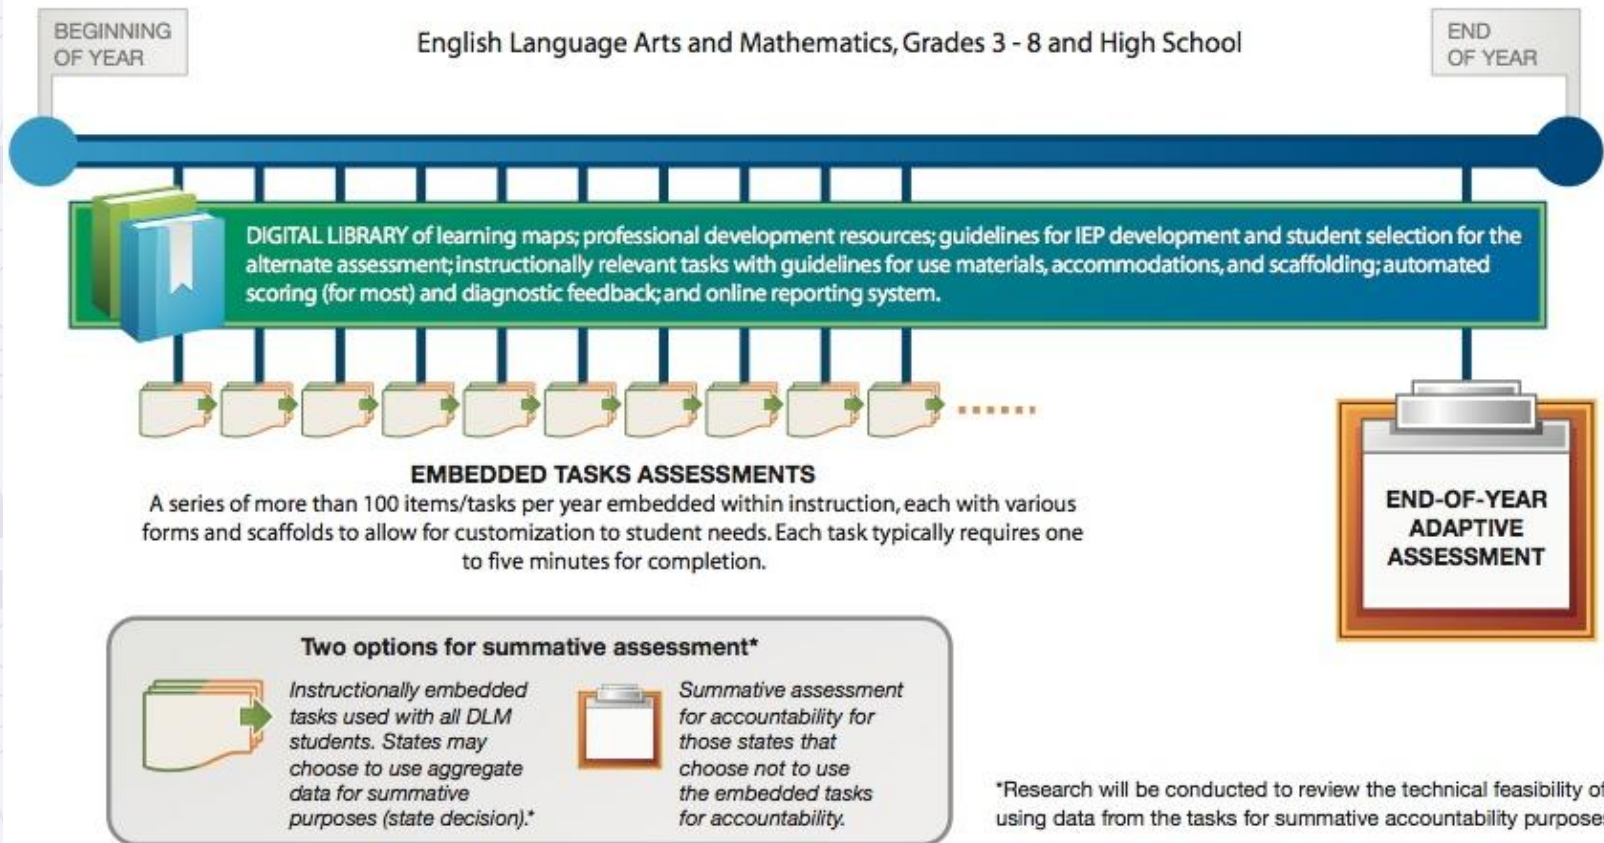 BEGINNING
OF YEAR
English Language Arts and Mathematics, Grades 3 - 8 and High School
END
OF YEAR
DIGITAL LIBRARY of learning maps; professional development resources; guidelines for IEP development and student selection for the
alternate assessment; instructionally relevant tasks with guidelines for use materials, accommodations, and scaffolding; automated
scoring (for most) and diagnostic feedback; and online reporting system.
EMBEDDED TASKS ASSESSMENTS
A series of more than 100 items/tasks per year embedded within instruction, each with various
forms and scaffolds to allow for customization to student needs. Each task typically requires one
to five minutes for completion.
END-OF-YEAR
ADAPTIVE
ASSESSMENT
Two options for summative assessment*
Instructionally embedded
tasks used with all DLM
students. States may
choose to use aggregate
data for summative
purposes (state decision).*
Summative assessment
for accountability for
those states that
choose not to use
the embedded tasks
for accountability.
*Research will be conducted to review the technical feasibility of
using data from the tasks for summative accountability purposes